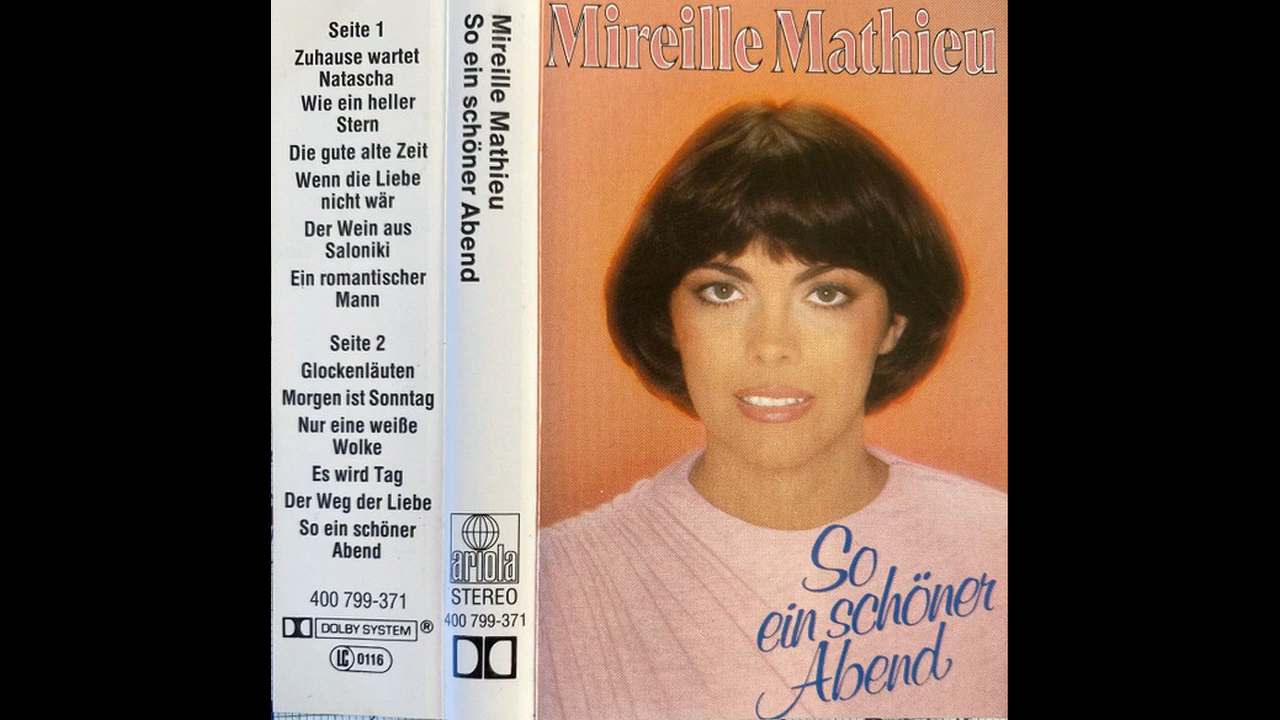 Seite 1
Zuhause wartet
Natascha
Wie ein heller
Stern
Die gute alte Zeit
Wenn die Liebe
nicht wär
Der Wein aus
Saloniki
Ein romantischer
Mann
Seite 2
Glockenläuten
Morgen ist Sonntag
Nur eine weiße
Wolke
Es wird Tag
Der Weg der Liebe
So ein schöner
Abend
400 799-371
DOLBY SYSTEM ®
LC 0116
Mireille Mathieu
So ein schöner Abend
ariola
STEREO
400 799-371
Mireille Mathieu
So
ein schöner
Abend